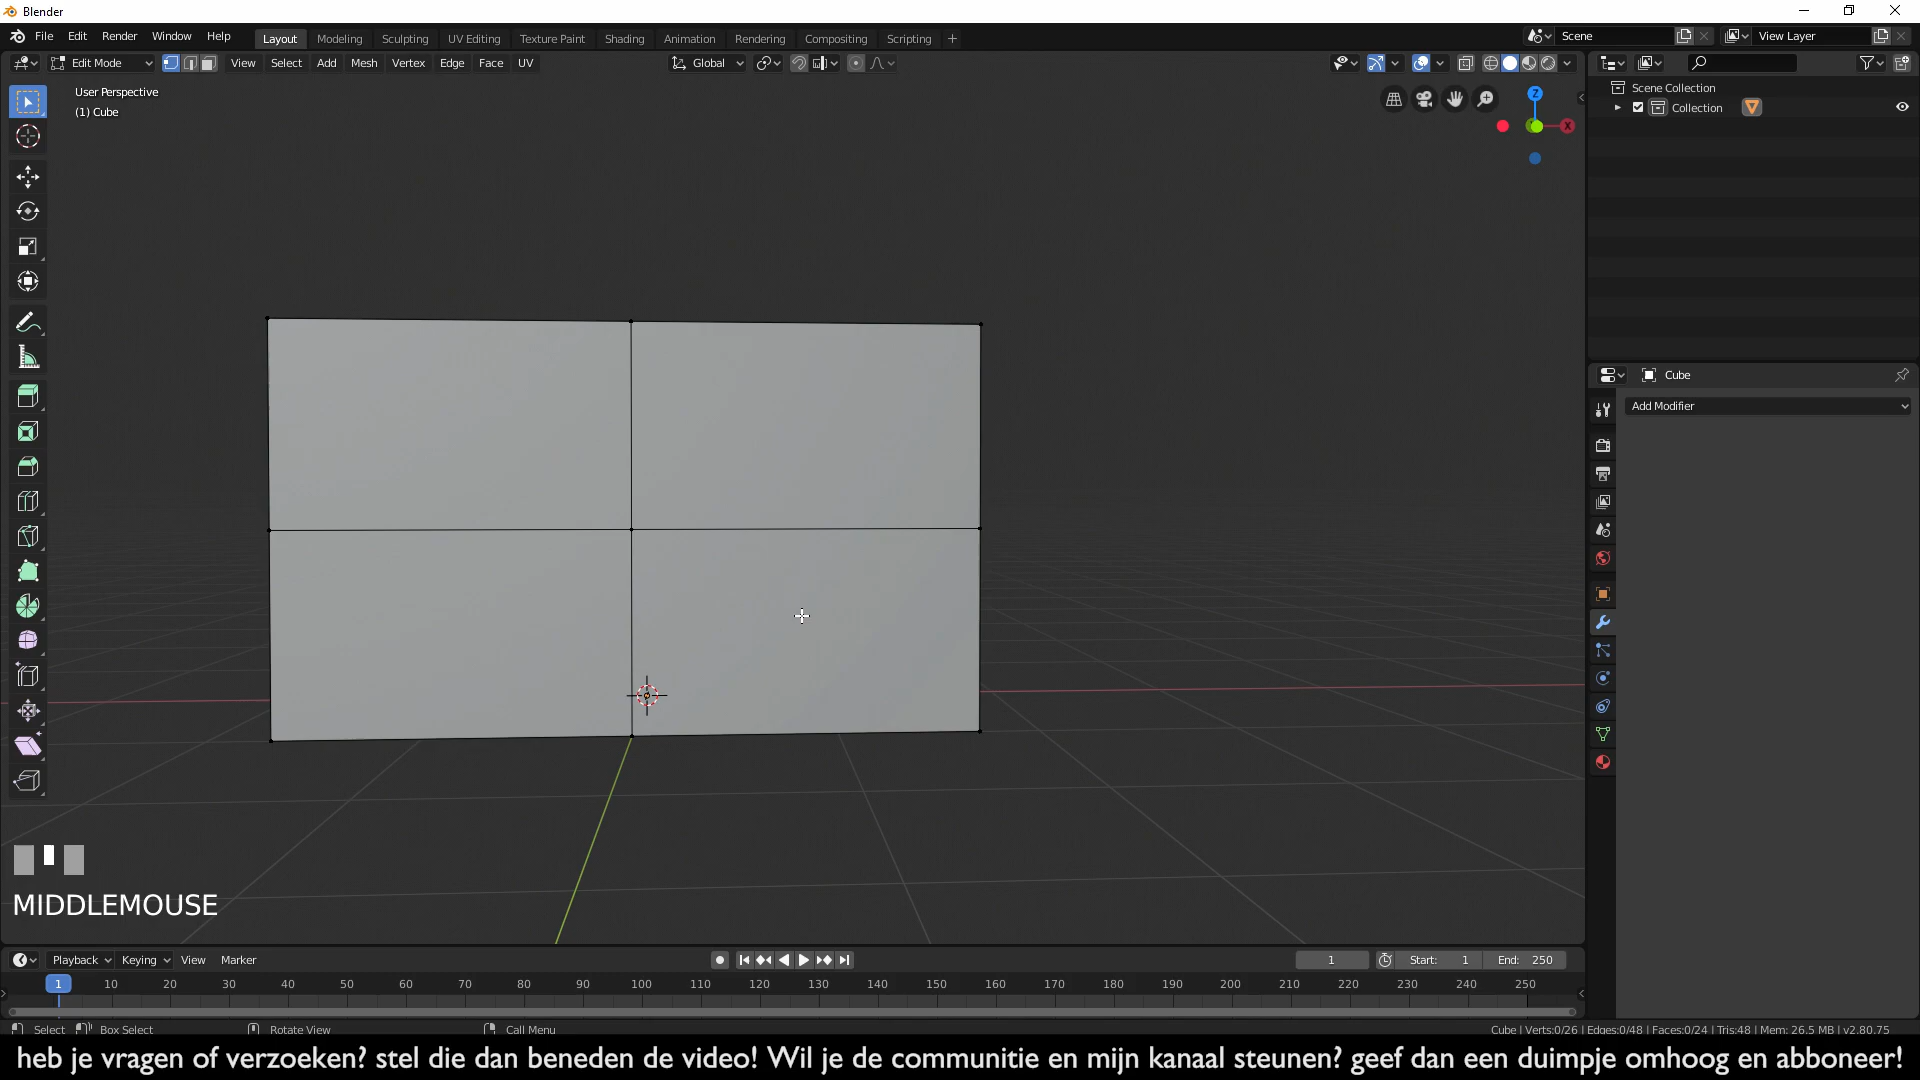 Blender
File Edit Render Window Help
Layout Modeling Sculpting UV Editing Texture Paint Shading Animation Rendering Compositing Scripting
Scene
View Layer
Edit Mode
View Select Add Mesh Vertex Edge Face UV
Global
User Perspective
(1) Cube
Z
X
Scene Collection
Collection
Cube
Add Modifier
MIDDLEMOUSE
Playback Keying View Marker
1
Start: 1
End: 250
1 10 20 30 40 50 60 70 80 90 100 110 120 130 140 150 160 170 180 190 200 210 220 230 240 250
Select
Box Select
Rotate View
Call Menu
Cube | Verts:0/26 | Edges:0/48 | Faces:0/24 | Tris:48 | Mem: 26.5 MB | v2.80.75
heb je vragen of verzoeken? stel die dan beneden de video! Wil je de communitie en mijn kanaal steunen? geef dan een duimpje omhoog en abboneer!